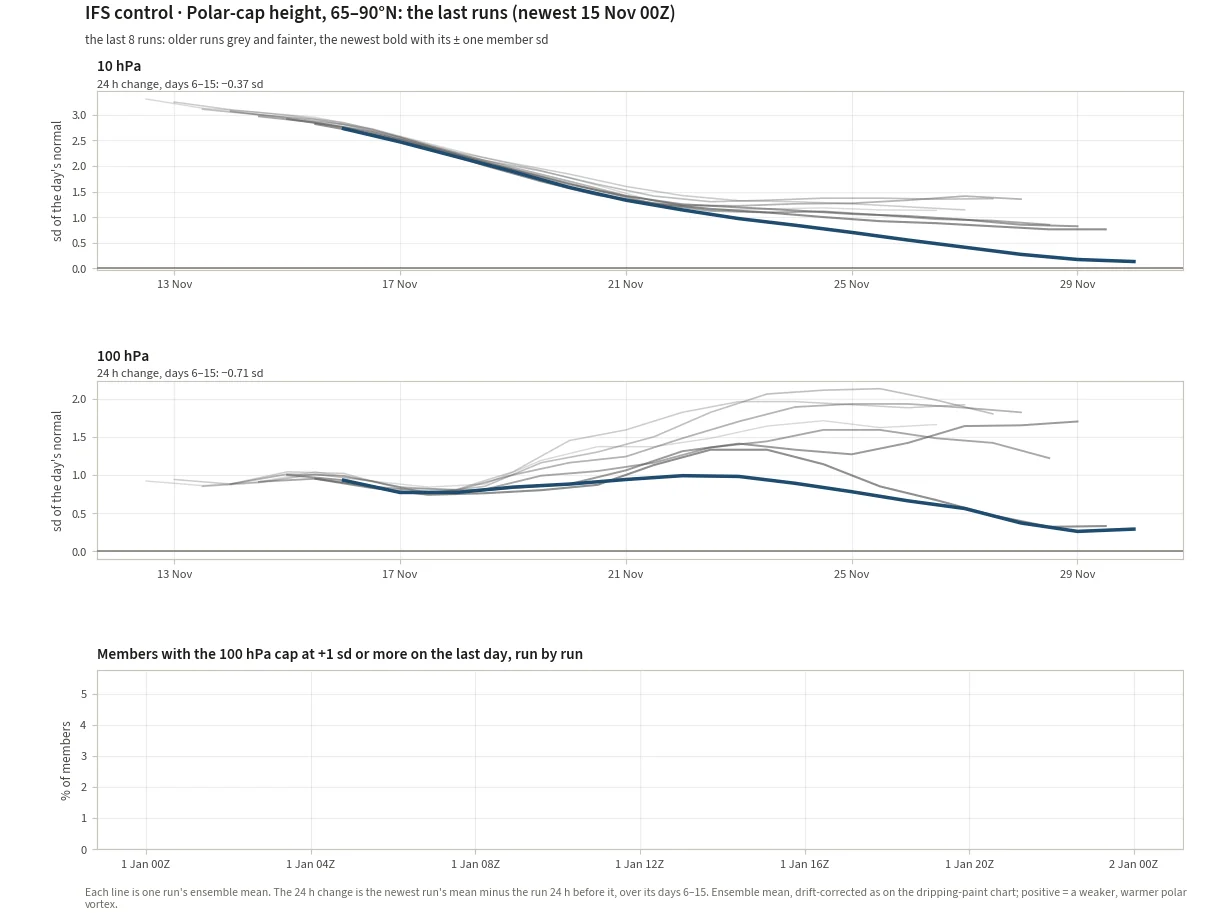 IFS control · Polar-cap height, 65–90°N: the last runs (newest 15 Nov 00Z)
the last 8 runs: older runs grey and fainter, the newest bold with its ± one member sd
10 hPa
24 h change, days 6–15: −0.37 sd
sd of the day's normal
3.0
2.5
2.0
1.5
1.0
0.5
0.0
13 Nov 17 Nov 21 Nov 25 Nov 29 Nov
100 hPa
24 h change, days 6–15: −0.71 sd
sd of the day's normal
2.0
1.5
1.0
0.5
0.0
13 Nov 17 Nov 21 Nov 25 Nov 29 Nov
Members with the 100 hPa cap at +1 sd or more on the last day, run by run
% of members
5
4
3
2
1
0
1 Jan 00Z 1 Jan 04Z 1 Jan 08Z 1 Jan 12Z 1 Jan 16Z 1 Jan 20Z 2 Jan 00Z
Each line is one run's ensemble mean. The 24 h change is the newest run's mean minus the run 24 h before it, over its days 6–15. Ensemble mean, drift-corrected as on the dripping-paint chart; positive = a weaker, warmer polar
vortex.